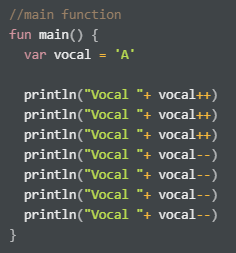 //main function
fun main() {
  var vocal = 'A'

  println("Vocal "+ vocal++)
  println("Vocal "+ vocal++)
  println("Vocal "+ vocal++)
  println("Vocal "+ vocal--)
  println("Vocal "+ vocal--)
  println("Vocal "+ vocal--)
  println("Vocal "+ vocal--)
}